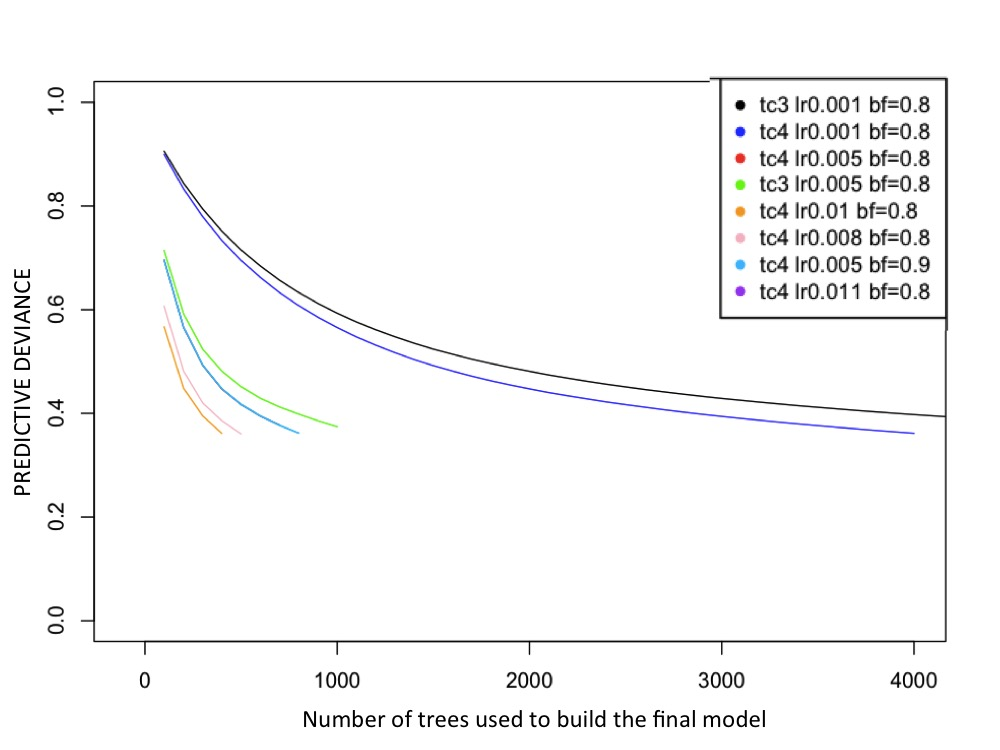 tc3 lr0.001 bf=0.8
tc4 lr0.001 bf=0.8
tc4 lr0.005 bf=0.8
tc3 lr0.005 bf=0.8
tc4 lr0.01 bf=0.8
tc4 lr0.008 bf=0.8
tc4 lr0.005 bf=0.9
tc4 lr0.011 bf=0.8
PREDICTIVE DEVIANCE
1.0
0.8
0.6
0.4
0.2
0.0
0 1000 2000 3000 4000
Number of trees used to build the final model